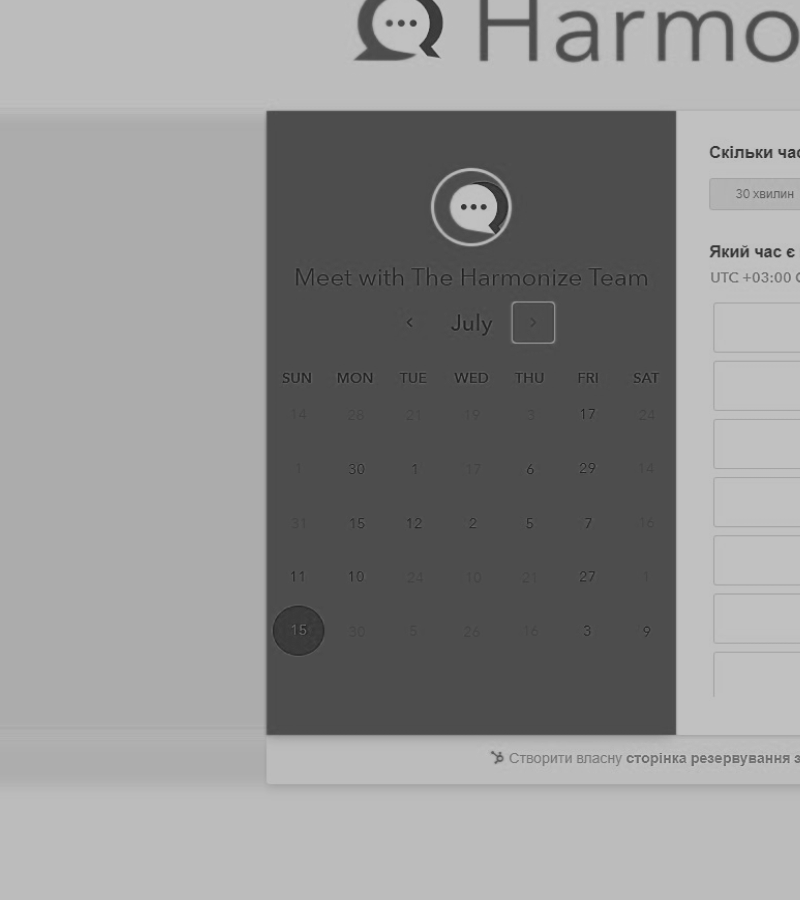 Harmo
Meet with The Harmonize Team
July
SUN MON TUE WED THU FRI SAT
14 28 21 19 3 17 24
1 30 1 17 6 29 14
31 15 12 2 5 7 16
11 10 24 10 21 27 1
15 30 5 26 16 3 9
Скільки час
30 хвилин
Який час є
UTC +03:00
Створити власну сторінка резервування з